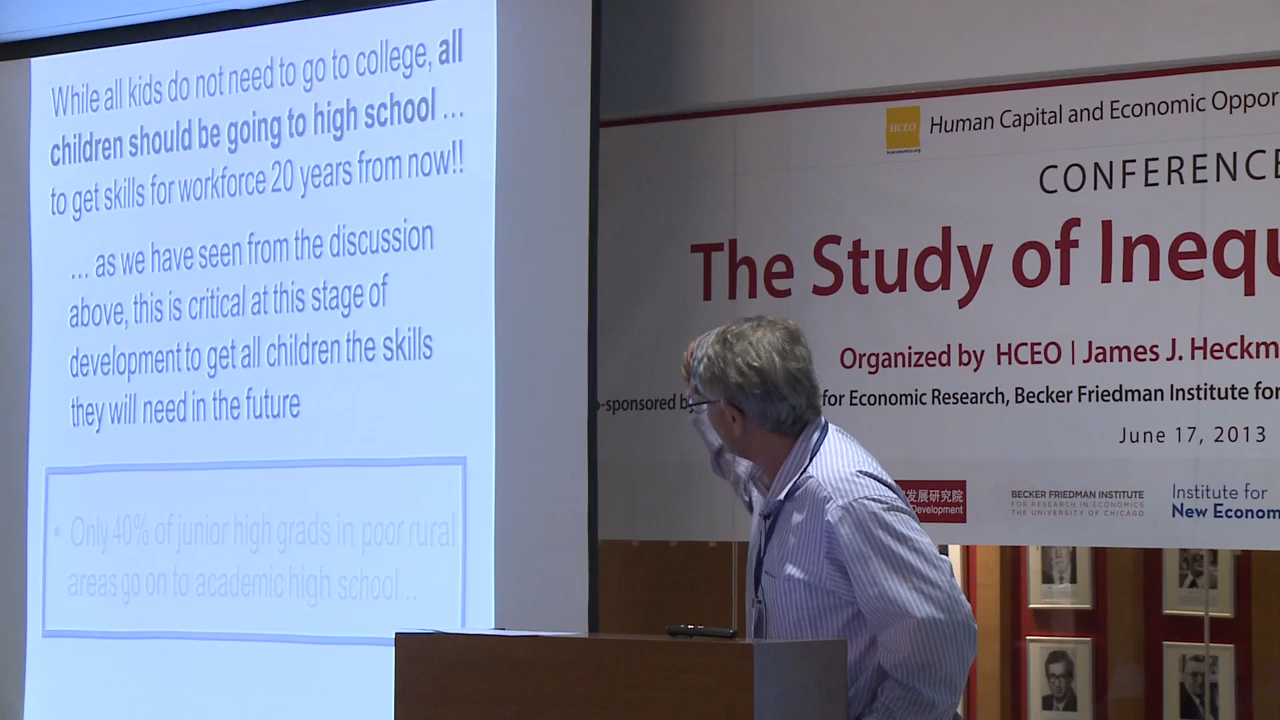 While all kids do not need to go to college, all
children should be going to high school ...
to get skills for workforce 20 years from now!!
... as we have seen from the discussion
above, this is critical at this stage of
development to get all children the skills
they will need in the future
• Only 40% of junior high grads in poor rural
areas go on to academic high school ...
HCEO
Human Capital and Economic Oppor
CONFERENCE
The Study of Inequ
Organized by HCEO | James J. Heckm
o-sponsored b
for Economic Research, Becker Friedman Institute for
June 17, 2013
发展研究院
Development
BECKER FRIEDMAN INSTITUTE
FOR RESEARCH IN ECONOMICS
THE UNIVERSITY OF CHICAGO
Institute for
New Econom